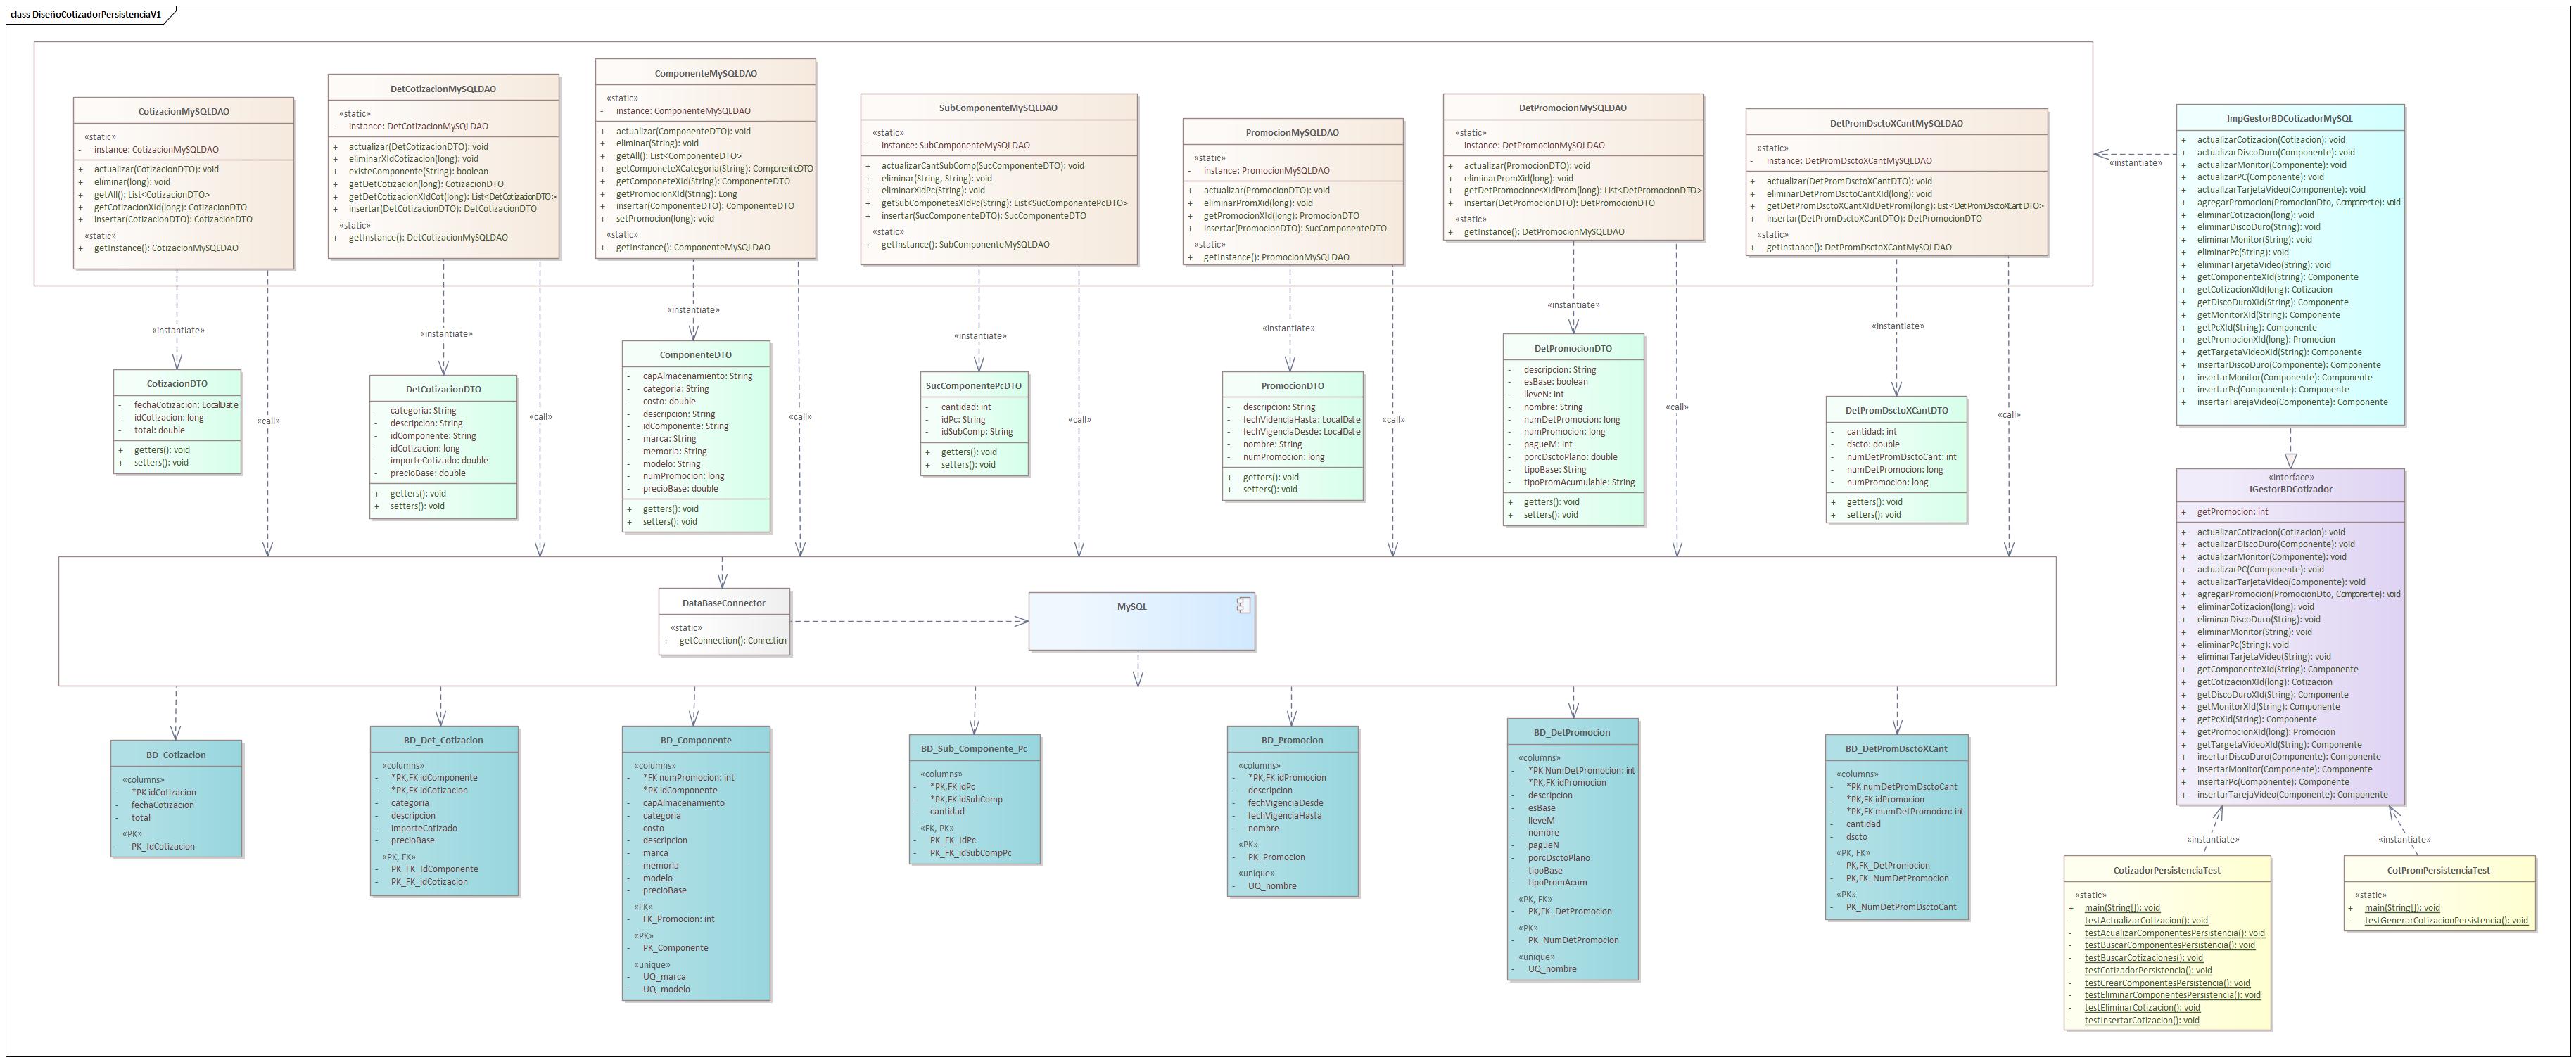 class DiseñoCotizadorPersistenciaV1
CotizacionMySQLDAO
«static»
- instance: CotizacionMySQLDAO
+ actualizar(CotizacionDTO): void
+ eliminar(long): void
+ getAll(): List<CotizacionDTO>
+ getCotizacionXId(long): CotizacionDTO
+ insertar(CotizacionDTO): CotizacionDTO
«static»
+ getInstance(): CotizacionMySQLDAO
DetCotizacionMySQLDAO
«static»
- instance: DetCotizacionMySQLDAO
+ actualizar(DetCotizacionDTO): void
+ eliminarXIdCotizacion(long): void
+ existeComponente(String): boolean
+ getDetCotizacion(long): CotizacionDTO
+ getDetCotizacionXIdCot(long): List<DetCotizacionDTO>
+ insertar(DetCotizacionDTO): DetCotizacionDTO
«static»
+ getInstance(): DetCotizacionMySQLDAO
ComponenteMySQLDAO
«static»
- instance: ComponenteMySQLDAO
+ actualizar(ComponenteDTO): void
+ eliminar(String): void
+ getAll(): List<ComponenteDTO>
+ getComponeteXCategoria(String): ComponenteDTO
+ getComponeteXId(String): ComponenteDTO
+ getPromocionXId(String): Long
+ insertar(ComponenteDTO): ComponenteDTO
+ setPromocion(long): void
«static»
+ getInstance(): ComponenteMySQLDAO
SubComponenteMySQLDAO
«static»
- instance: SubComponenteMySQLDAO
+ actualizarCantSubComp(SucComponenteDTO): void
+ eliminar(String, String): void
+ eliminarXidPc(String): void
+ getSubComponetesXIdPc(String): List<SucComponentePcDTO>
+ insertar(SucComponenteDTO): SucComponenteDTO
«static»
+ getInstance(): SubComponenteMySQLDAO
PromocionMySQLDAO
«static»
- instance: PromocionMySQLDAO
+ actualizar(PromocionDTO): void
+ eliminarPromXid(long): void
+ getPromocionXId(long): PromocionDTO
+ insertar(PromocionDTO): SucComponenteDTO
«static»
+ getInstance(): PromocionMySQLDAO
DetPromocionMySQLDAO
«static»
- instance: DetPromocionMySQLDAO
+ actualizar(PromocionDTO): void
+ eliminarPromXid(long): void
+ getDetPromocionesXIdProm(long): List<DetPromocionDTO>
+ insertar(DetPromocionDTO): DetPromocionDTO
«static»
+ getInstance(): DetPromocionMySQLDAO
DetPromDsctoXCantMySQLDAO
«static»
- instance: DetPromDsctoXCantMySQLDAO
+ actualizar(DetPromDsctoXCantDTO): void
+ eliminarDetPromDsctoCantXId(long): void
+ getDetPromDsctoXCantXIdDetProm(long): List<DetPromDsctoXCantDTO>
+ insertar(DetPromDsctoXCantDTO): DetPromocionDTO
«static»
+ getInstance(): DetPromDsctoXCantMySQLDAO
«instantiate»
ImpGestorBDCotizadorMySQL
+ actualizarCotizacion(Cotizacion): void
+ actualizarDiscoDuro(Componente): void
+ actualizarMonitor(Componente): void
+ actualizarPC(Componente): void
+ actualizarTarjetaVideo(Componente): void
+ agregarPromocion(PromocionDto, Componente): void
+ eliminarCotizacion(long): void
+ eliminarDiscoDuro(String): void
+ eliminarMonitor(String): void
+ eliminarPc(String): void
+ eliminarTarjetaVideo(String): void
+ getComponenteXId(String): Componente
+ getCotizacionXId(long): Cotizacion
+ getDiscoDuroXId(String): Componente
+ getMonitorXId(String): Componente
+ getPcXId(String): Componente
+ getPromocionXId(long): Promocion
+ getTargetaVideoXId(String): Componente
+ insertarDiscoDuro(Componente): Componente
+ insertarMonitor(Componente): Componente
+ insertarPc(Componente): Componente
+ insertarTarejaVideo(Componente): Componente
«instantiate»
«instantiate»
«instantiate»
«instantiate»
«instantiate»
«instantiate»
«instantiate»
«call»
«call»
«call»
«call»
«call»
«call»
«call»
CotizacionDTO
- fechaCotizacion: LocalDate
- idCotizacion: long
- total: double
+ getters(): void
+ setters(): void
DetCotizacionDTO
- categoria: String
- descripcion: String
- idComponente: String
- idCotizacion: long
- importeCotizado: double
- precioBase: double
+ getters(): void
+ setters(): void
ComponenteDTO
- capAlmacenamiento: String
- categoria: String
- costo: double
- descripcion: String
- idComponente: String
- marca: String
- memoria: String
- modelo: String
- numPromocion: long
- precioBase: double
+ getters(): void
+ setters(): void
SucComponentePcDTO
- cantidad: int
- idPc: String
- idSubComp: String
+ getters(): void
+ setters(): void
PromocionDTO
- descripcion: String
- fechVidenciaHasta: LocalDate
- fechVigenciaDesde: LocalDate
- nombre: String
- numPromocion: long
+ getters(): void
+ setters(): void
DetPromocionDTO
- descripcion: String
- esBase: boolean
- lleveN: int
- nombre: String
- numDetPromocion: long
- numPromocion: long
- pagueM: int
- porcDsctoPlano: double
- tipoBase: String
- tipoPromAcumulable: String
+ getters(): void
+ setters(): void
DetPromDsctoXCantDTO
- cantidad: int
- dscto: double
- numDetPromDsctoCant: int
- numDetPromocion: long
- numPromocion: long
+ getters(): void
+ setters(): void
«interface»
IGestorBDCotizador
+ getPromocion: int
+ actualizarCotizacion(Cotizacion): void
+ actualizarDiscoDuro(Componente): void
+ actualizarMonitor(Componente): void
+ actualizarPC(Componente): void
+ actualizarTarjetaVideo(Componente): void
+ agregarPromocion(PromocionDto, Componente): void
+ eliminarCotizacion(long): void
+ eliminarDiscoDuro(String): void
+ eliminarMonitor(String): void
+ eliminarPc(String): void
+ eliminarTarjetaVideo(String): void
+ getComponenteXId(String): Componente
+ getCotizacionXId(long): Cotizacion
+ getDiscoDuroXId(String): Componente
+ getMonitorXId(String): Componente
+ getPcXId(String): Componente
+ getPromocionXId(long): Promocion
+ getTargetaVideoXId(String): Componente
+ insertarDiscoDuro(Componente): Componente
+ insertarMonitor(Componente): Componente
+ insertarPc(Componente): Componente
+ insertarTarejaVideo(Componente): Componente
DataBaseConnector
«static»
+ getConnection(): Connection
MySQL
BD_Cotizacion
«columns»
- *PK idCotizacion
- fechaCotizacion
- total
«PK»
- PK_IdCotizacion
BD_Det_Cotizacion
«columns»
- *PK,FK idComponente
- *PK,FK idCotizacion
- categoria
- descripcion
- importeCotizado
- precioBase
«PK, FK»
- PK_FK_IdComponente
- PK_FK_idCotizacion
BD_Componente
«columns»
- *FK numPromocion: int
- *PK idComponente
- capAlmacenamiento
- categoria
- costo
- descripcion
- marca
- memoria
- modelo
- precioBase
«FK»
- FK_Promocion: int
«PK»
- PK_Componente
«unique»
- UQ_marca
- UQ_modelo
BD_Sub_Componente_Pc
«columns»
- *PK,FK idPc
- *PK,FK idSubComp
- cantidad
«FK, PK»
- PK_FK_IdPc
- PK_FK_idSubCompPc
BD_Promocion
«columns»
- *PK,FK idPromocion
- descripcion
- fechVigenciaDesde
- fechVigenciaHasta
- nombre
«PK»
- PK_Promocion
«unique»
- UQ_nombre
BD_DetPromocion
«columns»
- *PK NumDetPromocion: int
- *PK,FK idPromocion
- descripcion
- esBase
- lleveM
- nombre
- pagueN
- porcDsctoPlano
- tipoBase
- tipoPromAcum
«PK, FK»
- PK,FK_DetPromocion
«PK»
- PK_NumDetPromocion
«unique»
- UQ_nombre
BD_DetPromDsctoXCant
«columns»
- *PK numDetPromDsctoCant
- *PK,FK idPromocion
- *PK,FK mumDetPromodon: int
- cantidad
- dscto
«PK, FK»
- PK,FK_DetPromocion
- PK,FK_NumDetPromocion
«PK»
- PK_NumDetPromDsctoCant
«instantiate»
«instantiate»
CotizadorPersistenciaTest
«static»
+ main(String[]): void
- testActualizarCotizacion(): void
- testAcualizarComponentesPersistencia(): void
- testBuscarComponentesPersistencia(): void
- testBuscarCotizaciones(): void
- testCotizadorPersistencia(): void
- testCrearComponentesPersistencia(): void
- testEliminarComponentesPersistencia(): void
- testEliminarCotizacion(): void
- testInsertarCotizacion(): void
CotPromPersistenciaTest
«static»
+ main(String[]): void
- testGenerarCotizacionPersistencia(): void